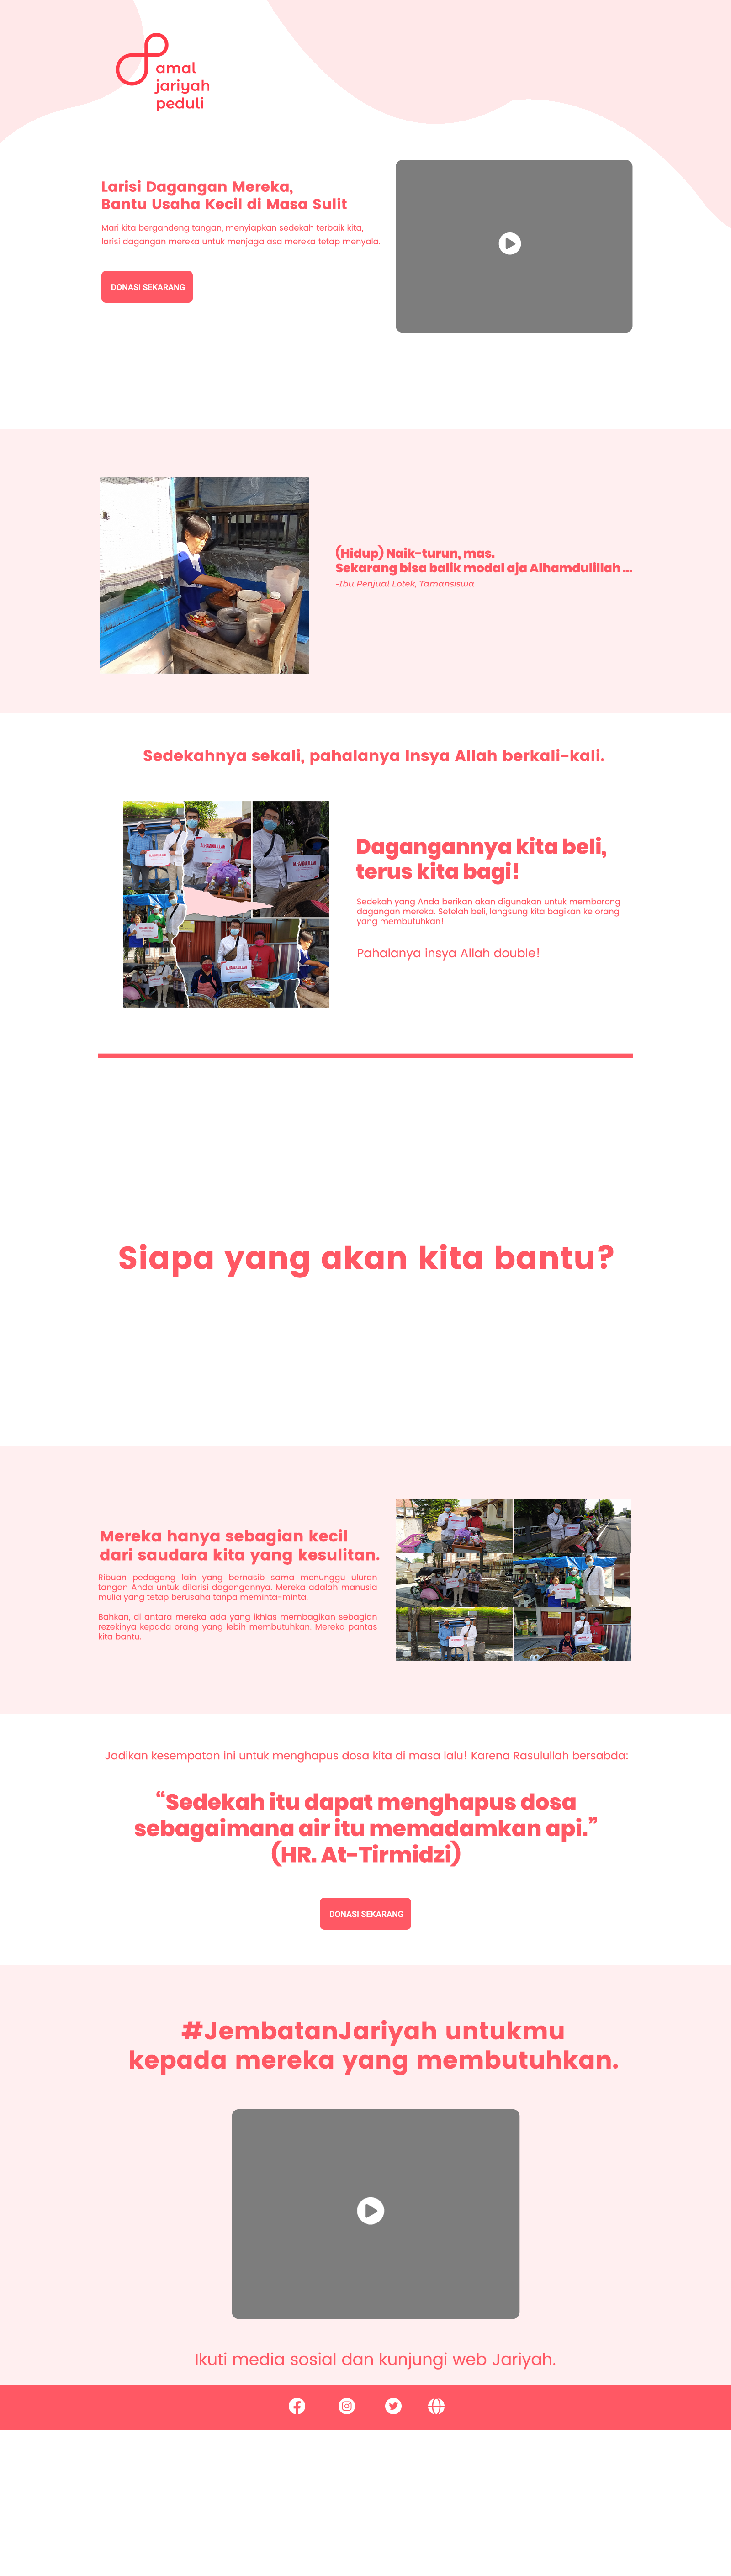 amal
jariyah
peduli
Larisi Dagangan Mereka,
Bantu Usaha Kecil di Masa Sulit
Mari kita bergandeng tangan, menyiapkan sedekah terbaik kita,
larisi dagangan mereka untuk menjaga asa mereka tetap menyala.
DONASI SEKARANG
(Hidup) Naik-turun, mas.
Sekarang bisa balik modal aja Alhamdulillah ...
-Ibu Penjual Lotek, Tamansiswa
Sedekahnya sekali, pahalanya Insya Allah berkali-kali.
Dagangannya kita beli,
terus kita bagi!
Sedekah yang Anda berikan akan digunakan untuk memborong
dagangan mereka. Setelah beli, langsung kita bagikan ke orang
yang membutuhkan!
Pahalanya insya Allah double!
Siapa yang akan kita bantu?
Mereka hanya sebagian kecil
dari saudara kita yang kesulitan.
Ribuan pedagang lain yang bernasib sama menunggu uluran
tangan Anda untuk dilarisi dagangannya. Mereka adalah manusia
mulia yang tetap berusaha tanpa meminta-minta.
Bahkan, di antara mereka ada yang ikhlas membagikan sebagian
rezekinya kepada orang yang lebih membutuhkan. Mereka pantas
kita bantu.
Jadikan kesempatan ini untuk menghapus dosa kita di masa lalu! Karena Rasulullah bersabda:
“Sedekah itu dapat menghapus dosa
sebagaimana air itu memadamkan api.”
(HR. At-Tirmidzi)
DONASI SEKARANG
#JembatanJariyah untukmu
kepada mereka yang membutuhkan.
Ikuti media sosial dan kunjungi web Jariyah.